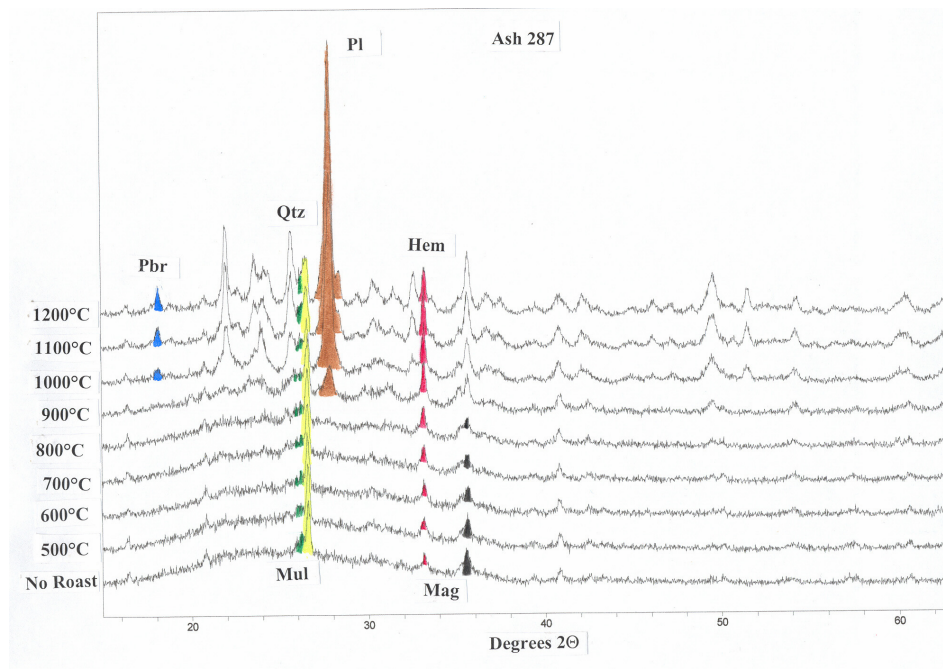 Ash 287
Pl
Qtz
Pbr
Hem
1200°C
1100°C
1000°C
900°C
800°C
700°C
600°C
500°C
No Roast
Mul
Mag
20 30 40 50 60
Degrees 2Θ